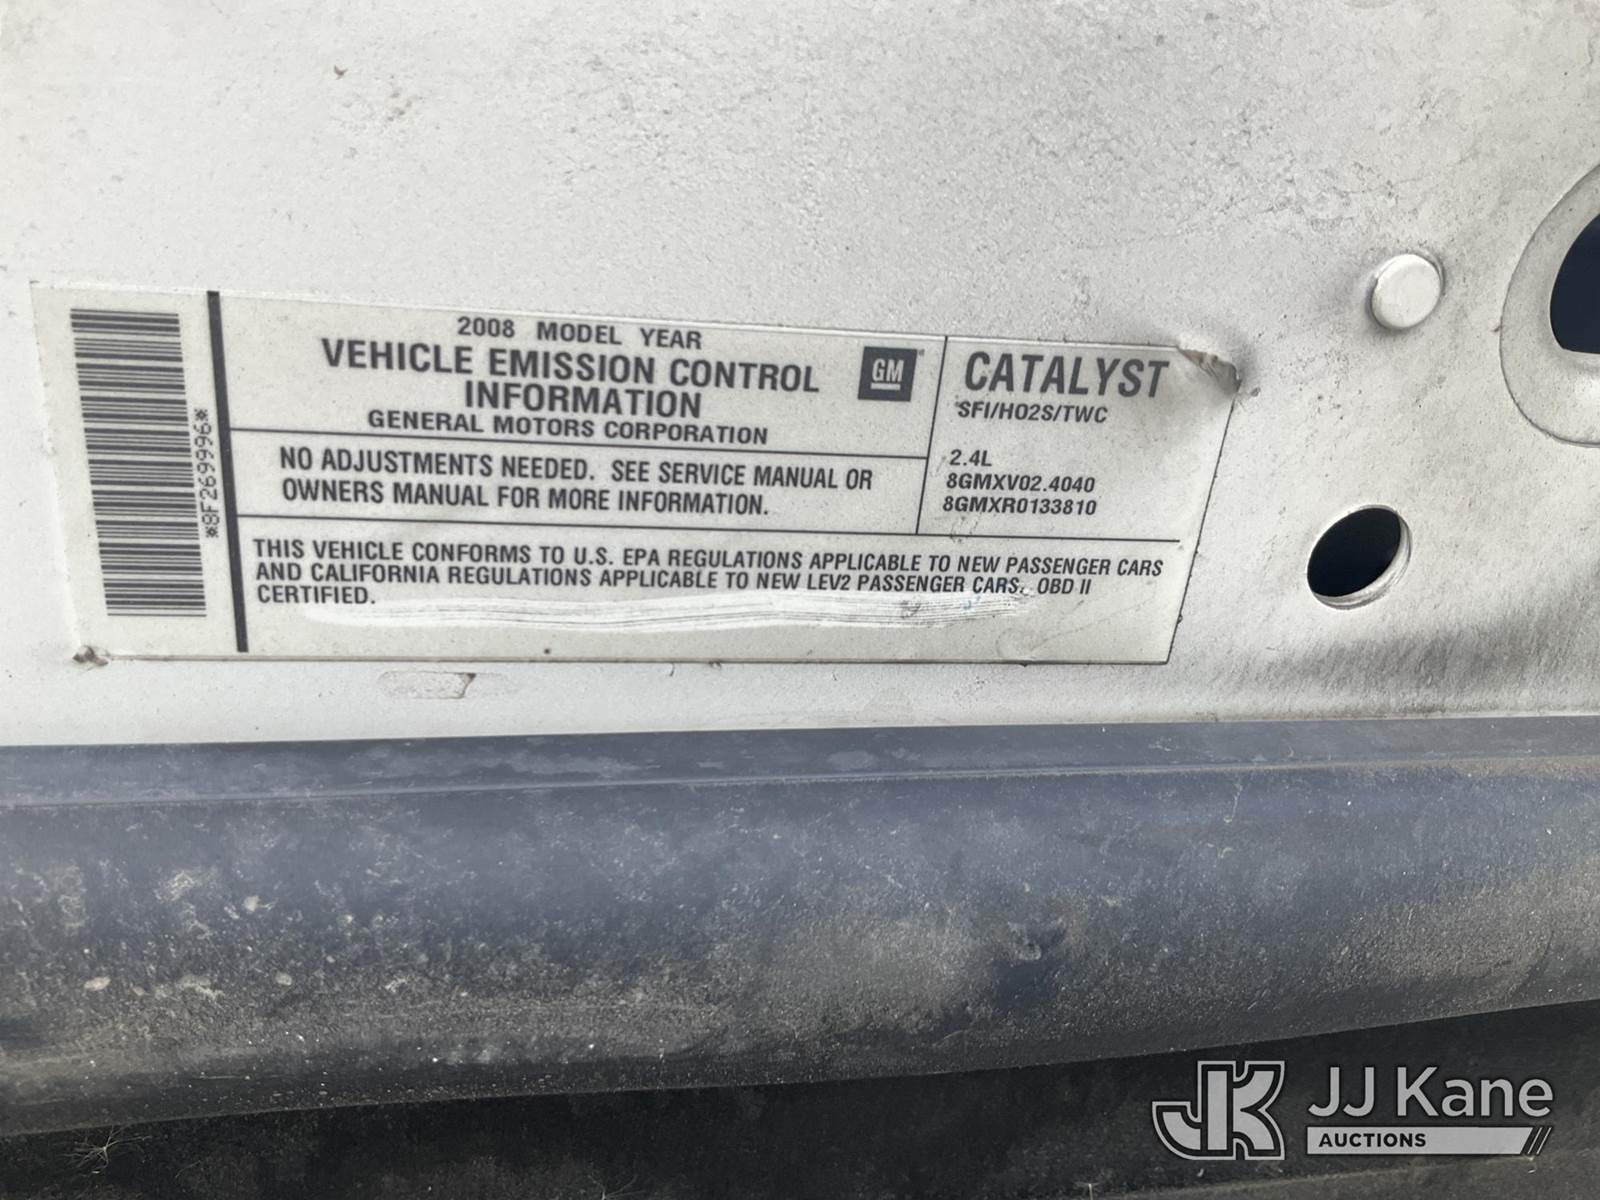 *8F269996*
2008 MODEL YEAR
VEHICLE EMISSION CONTROL
INFORMATION
GENERAL MOTORS CORPORATION
GM
NO ADJUSTMENTS NEEDED. SEE SERVICE MANUAL OR
OWNERS MANUAL FOR MORE INFORMATION.
CATALYST
SFI/HO2S/TWC
2.4L
8GMXV02.4040
8GMXR0133810
THIS VEHICLE CONFORMS TO U.S. EPA REGULATIONS APPLICABLE TO NEW PASSENGER CARS
AND CALIFORNIA REGULATIONS APPLICABLE TO NEW LEV2 PASSENGER CARS. OBD II
CERTIFIED.
JK JJ Kane
AUCTIONS